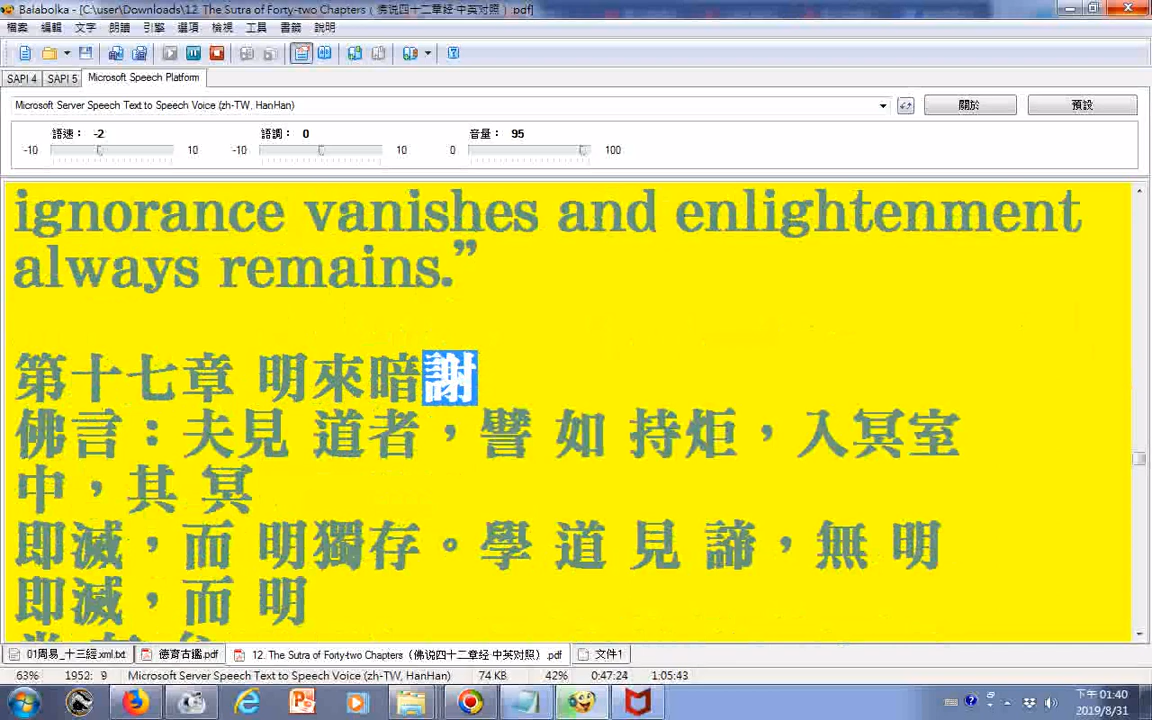 Balabolka - [C:\user\Downloads\12. The Sutra of Forty-two Chapters（佛说四十二章经·中英对照）.pdf]
檔案 編輯 文字 朗讀 引擎 選項 檢視 工具 書籤 說明
SAPI 4 SAPI 5 Microsoft Speech Platform
Microsoft Server Speech Text to Speech Voice (zh-TW, HanHan) 關於 預設
語速： -2 語調： 0 音量： 95
-10 10 -10 10 0 100
ignorance vanishes and enlightenment
always remains.”
第十七章 明來暗謝
佛言：夫見 道者，譬 如 持炬，入冥室
中，其 冥
即滅，而 明獨存。學 道 見 諦，無 明
即滅，而 明
01周易_十三經.xml.txt 德育古鑑.pdf 12. The Sutra of Forty-two Chapters（佛说四十二章经·中英对照）.pdf 文件1
63% 1952: 9 Microsoft Server Speech Text to Speech Voice (zh-TW, HanHan) 74 KB 42% 0:47:24 1:05:43
下午 01:40
2019/8/31